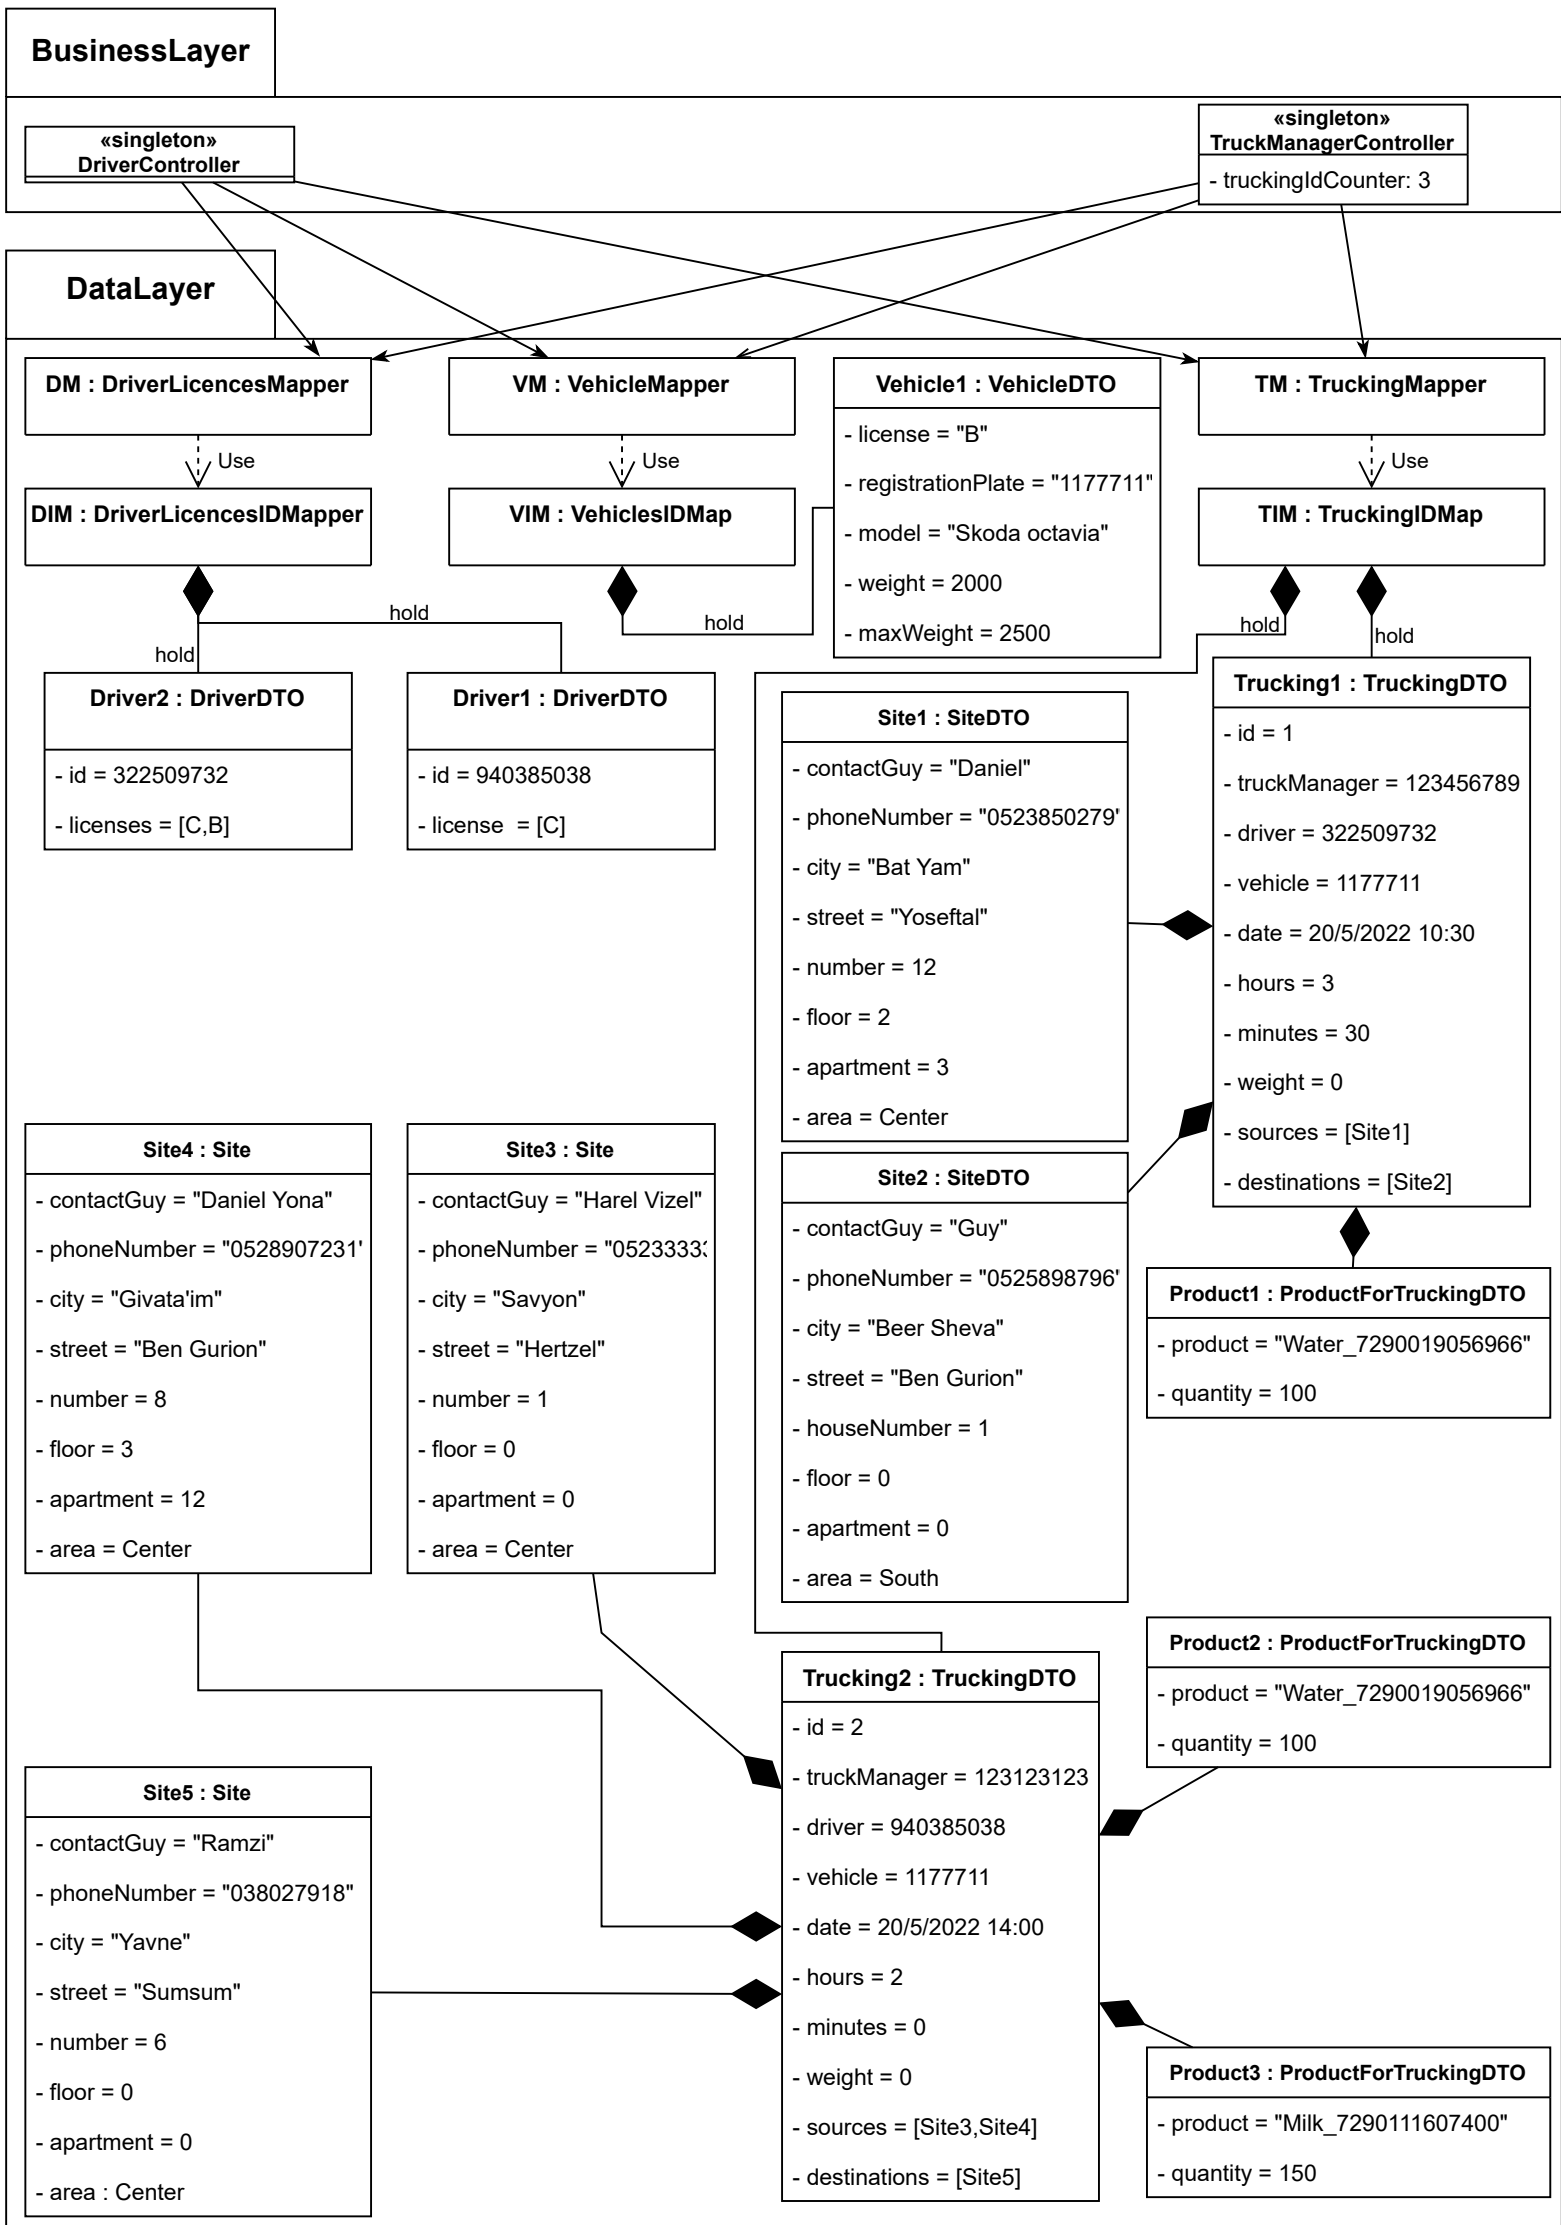 BusinessLayer
«singleton»
DriverController
«singleton»
TruckManagerController
- truckingIdCounter: 3
DataLayer
DM : DriverLicencesMapper
VM : VehicleMapper
Vehicle1 : VehicleDTO
- license = "B"
- registrationPlate = "1177711"
- model = "Skoda octavia"
- weight = 2000
- maxWeight = 2500
TM : TruckingMapper
Use
Use
Use
DIM : DriverLicencesIDMapper
VIM : VehiclesIDMap
TIM : TruckingIDMap
hold
hold
hold
hold
hold
Driver2 : DriverDTO
- id = 322509732
- licenses = [C,B]
Driver1 : DriverDTO
- id = 940385038
- license  = [C]
Site1 : SiteDTO
- contactGuy = "Daniel"
- phoneNumber = "0523850279'
- city = "Bat Yam"
- street = "Yoseftal"
- number = 12
- floor = 2
- apartment = 3
- area = Center
Trucking1 : TruckingDTO
- id = 1
- truckManager = 123456789
- driver = 322509732
- vehicle = 1177711
- date = 20/5/2022 10:30
- hours = 3
- minutes = 30
- weight = 0
- sources = [Site1]
- destinations = [Site2]
Site4 : Site
- contactGuy = "Daniel Yona"
- phoneNumber = "0528907231'
- city = "Givata'im"
- street = "Ben Gurion"
- number = 8
- floor = 3
- apartment = 12
- area = Center
Site3 : Site
- contactGuy = "Harel Vizel"
- phoneNumber = "0523333
- city = "Savyon"
- street = "Hertzel"
- number = 1
- floor = 0
- apartment = 0
- area = Center
Site2 : SiteDTO
- contactGuy = "Guy"
- phoneNumber = "0525898796'
- city = "Beer Sheva"
- street = "Ben Gurion"
- houseNumber = 1
- floor = 0
- apartment = 0
- area = South
Product1 : ProductForTruckingDTO
- product = "Water_7290019056966"
- quantity = 100
Product2 : ProductForTruckingDTO
- product = "Water_7290019056966"
- quantity = 100
Trucking2 : TruckingDTO
- id = 2
- truckManager = 123123123
- driver = 940385038
- vehicle = 1177711
- date = 20/5/2022 14:00
- hours = 2
- minutes = 0
- weight = 0
- sources = [Site3,Site4]
- destinations = [Site5]
Site5 : Site
- contactGuy = "Ramzi"
- phoneNumber = "038027918"
- city = "Yavne"
- street = "Sumsum"
- number = 6
- floor = 0
- apartment = 0
- area : Center
Product3 : ProductForTruckingDTO
- product = "Milk_7290111607400"
- quantity = 150